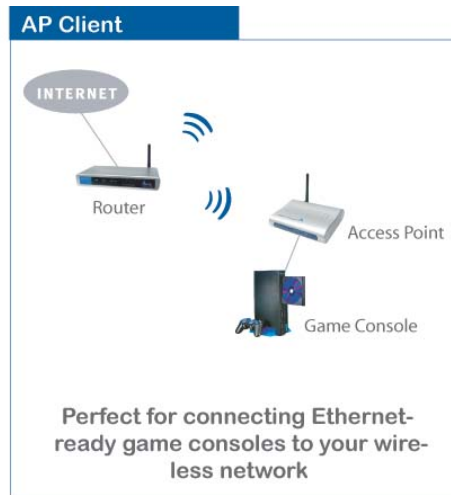 AP Client
INTERNET
Router
Access Point
Game Console
Perfect for connecting Ethernet-
ready game consoles to your wire-
less network